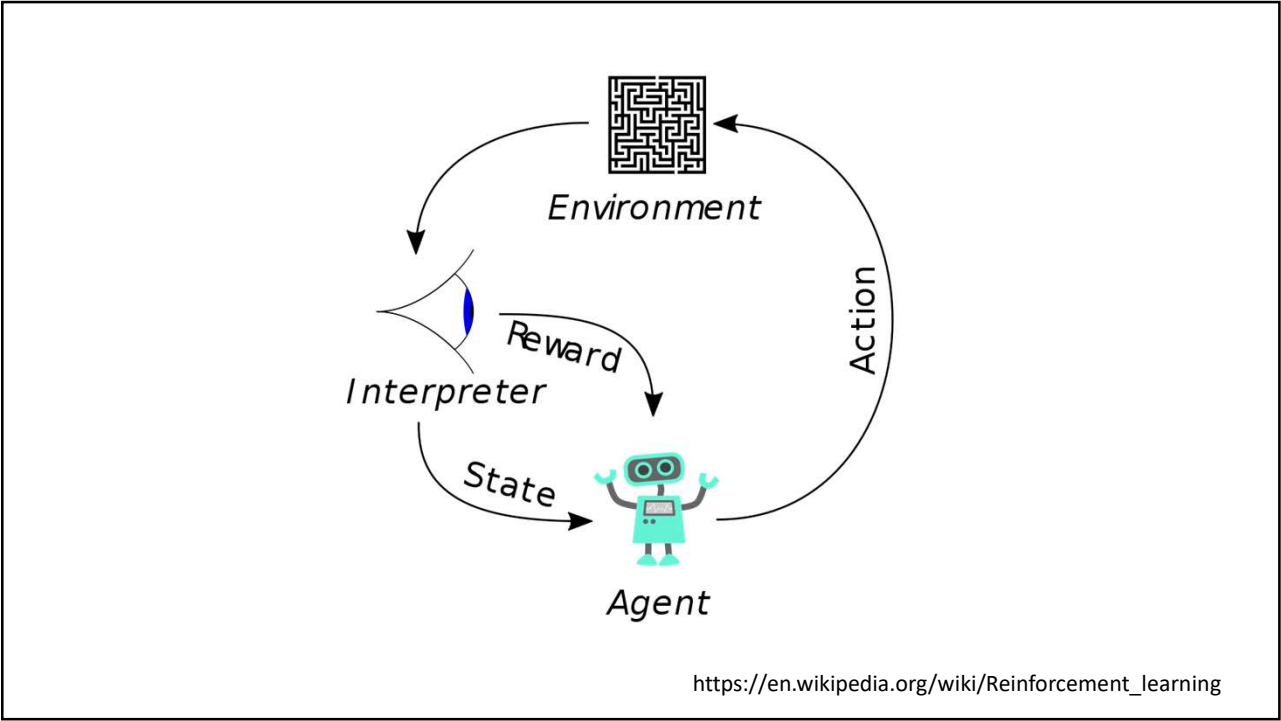 Environment
Action
Reward
Interpreter
State
Agent
https://en.wikipedia.org/wiki/Reinforcement_learning